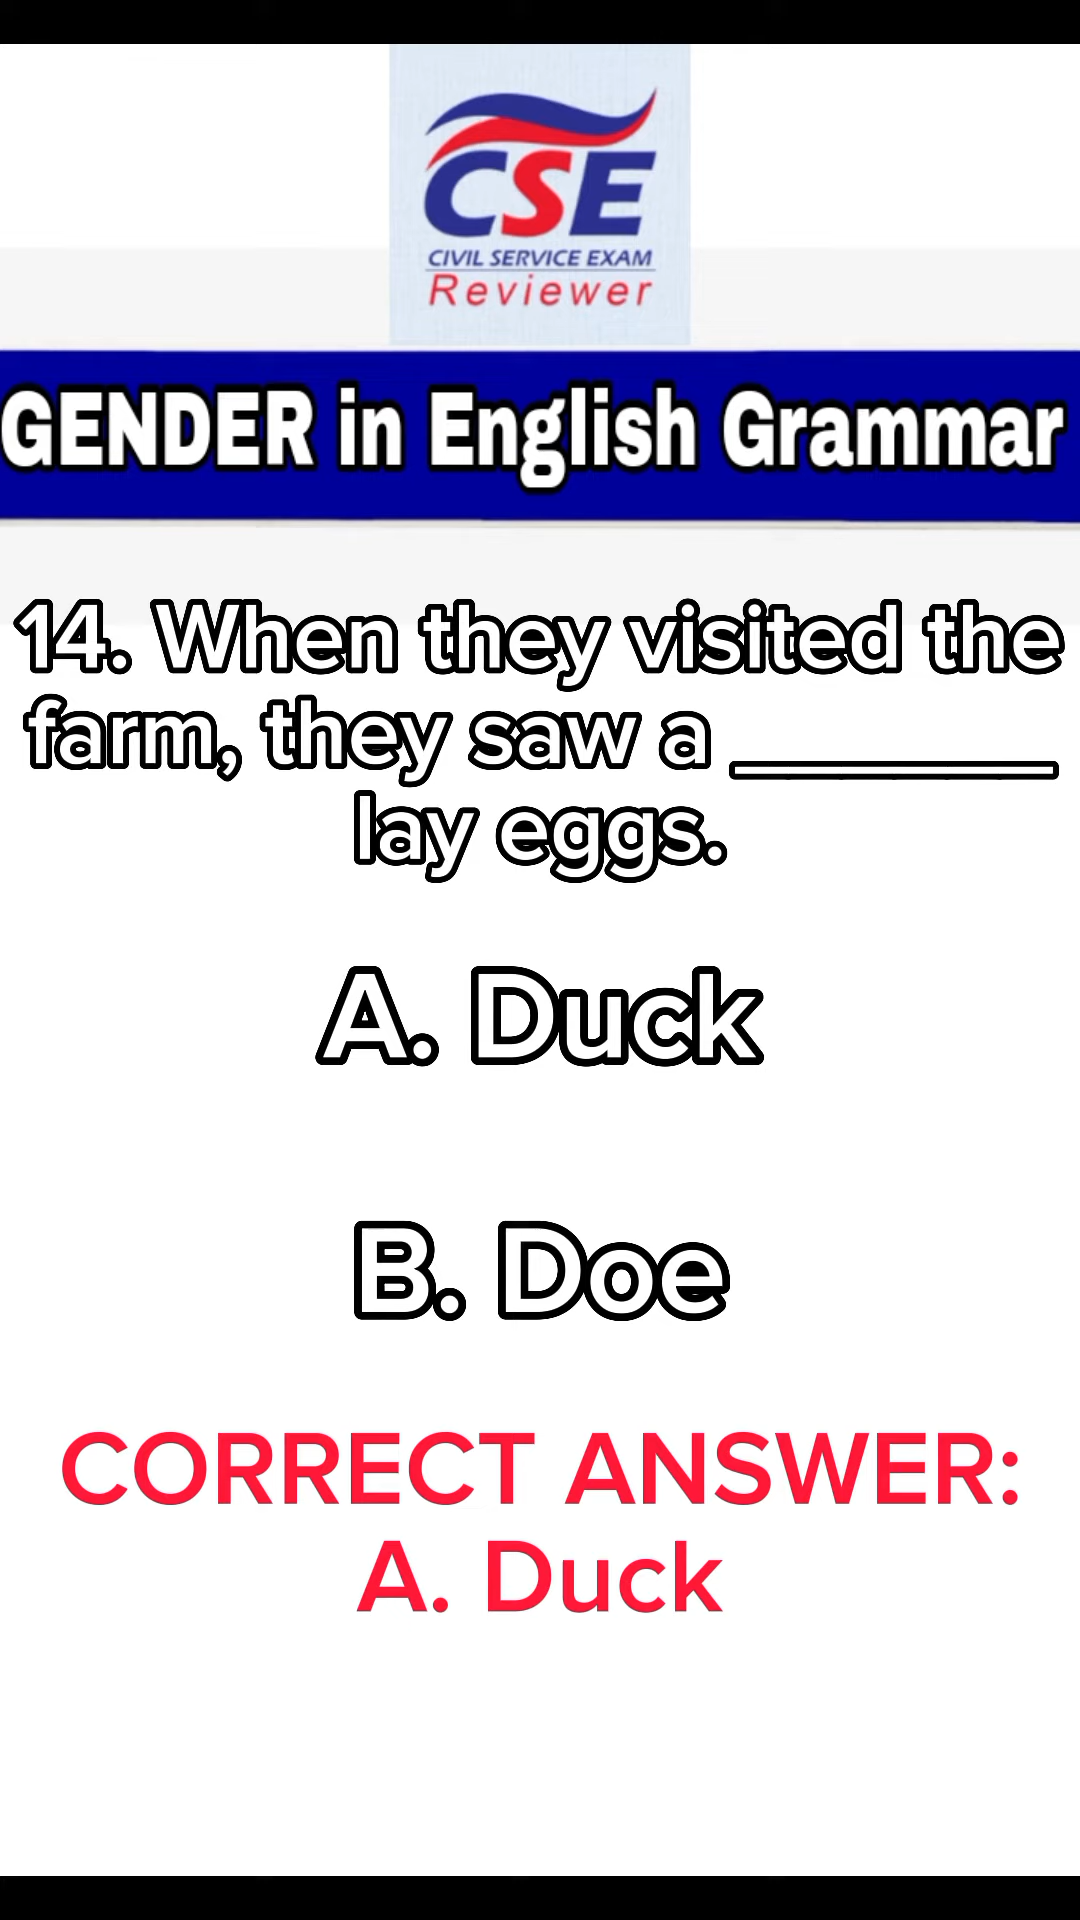 CSE
CIVIL SERVICE EXAM
Reviewer
GENDER in English Grammar
14. When they visited the
farm, they saw a ________
lay eggs.
A. Duck
B. Doe
CORRECT ANSWER:
A. Duck